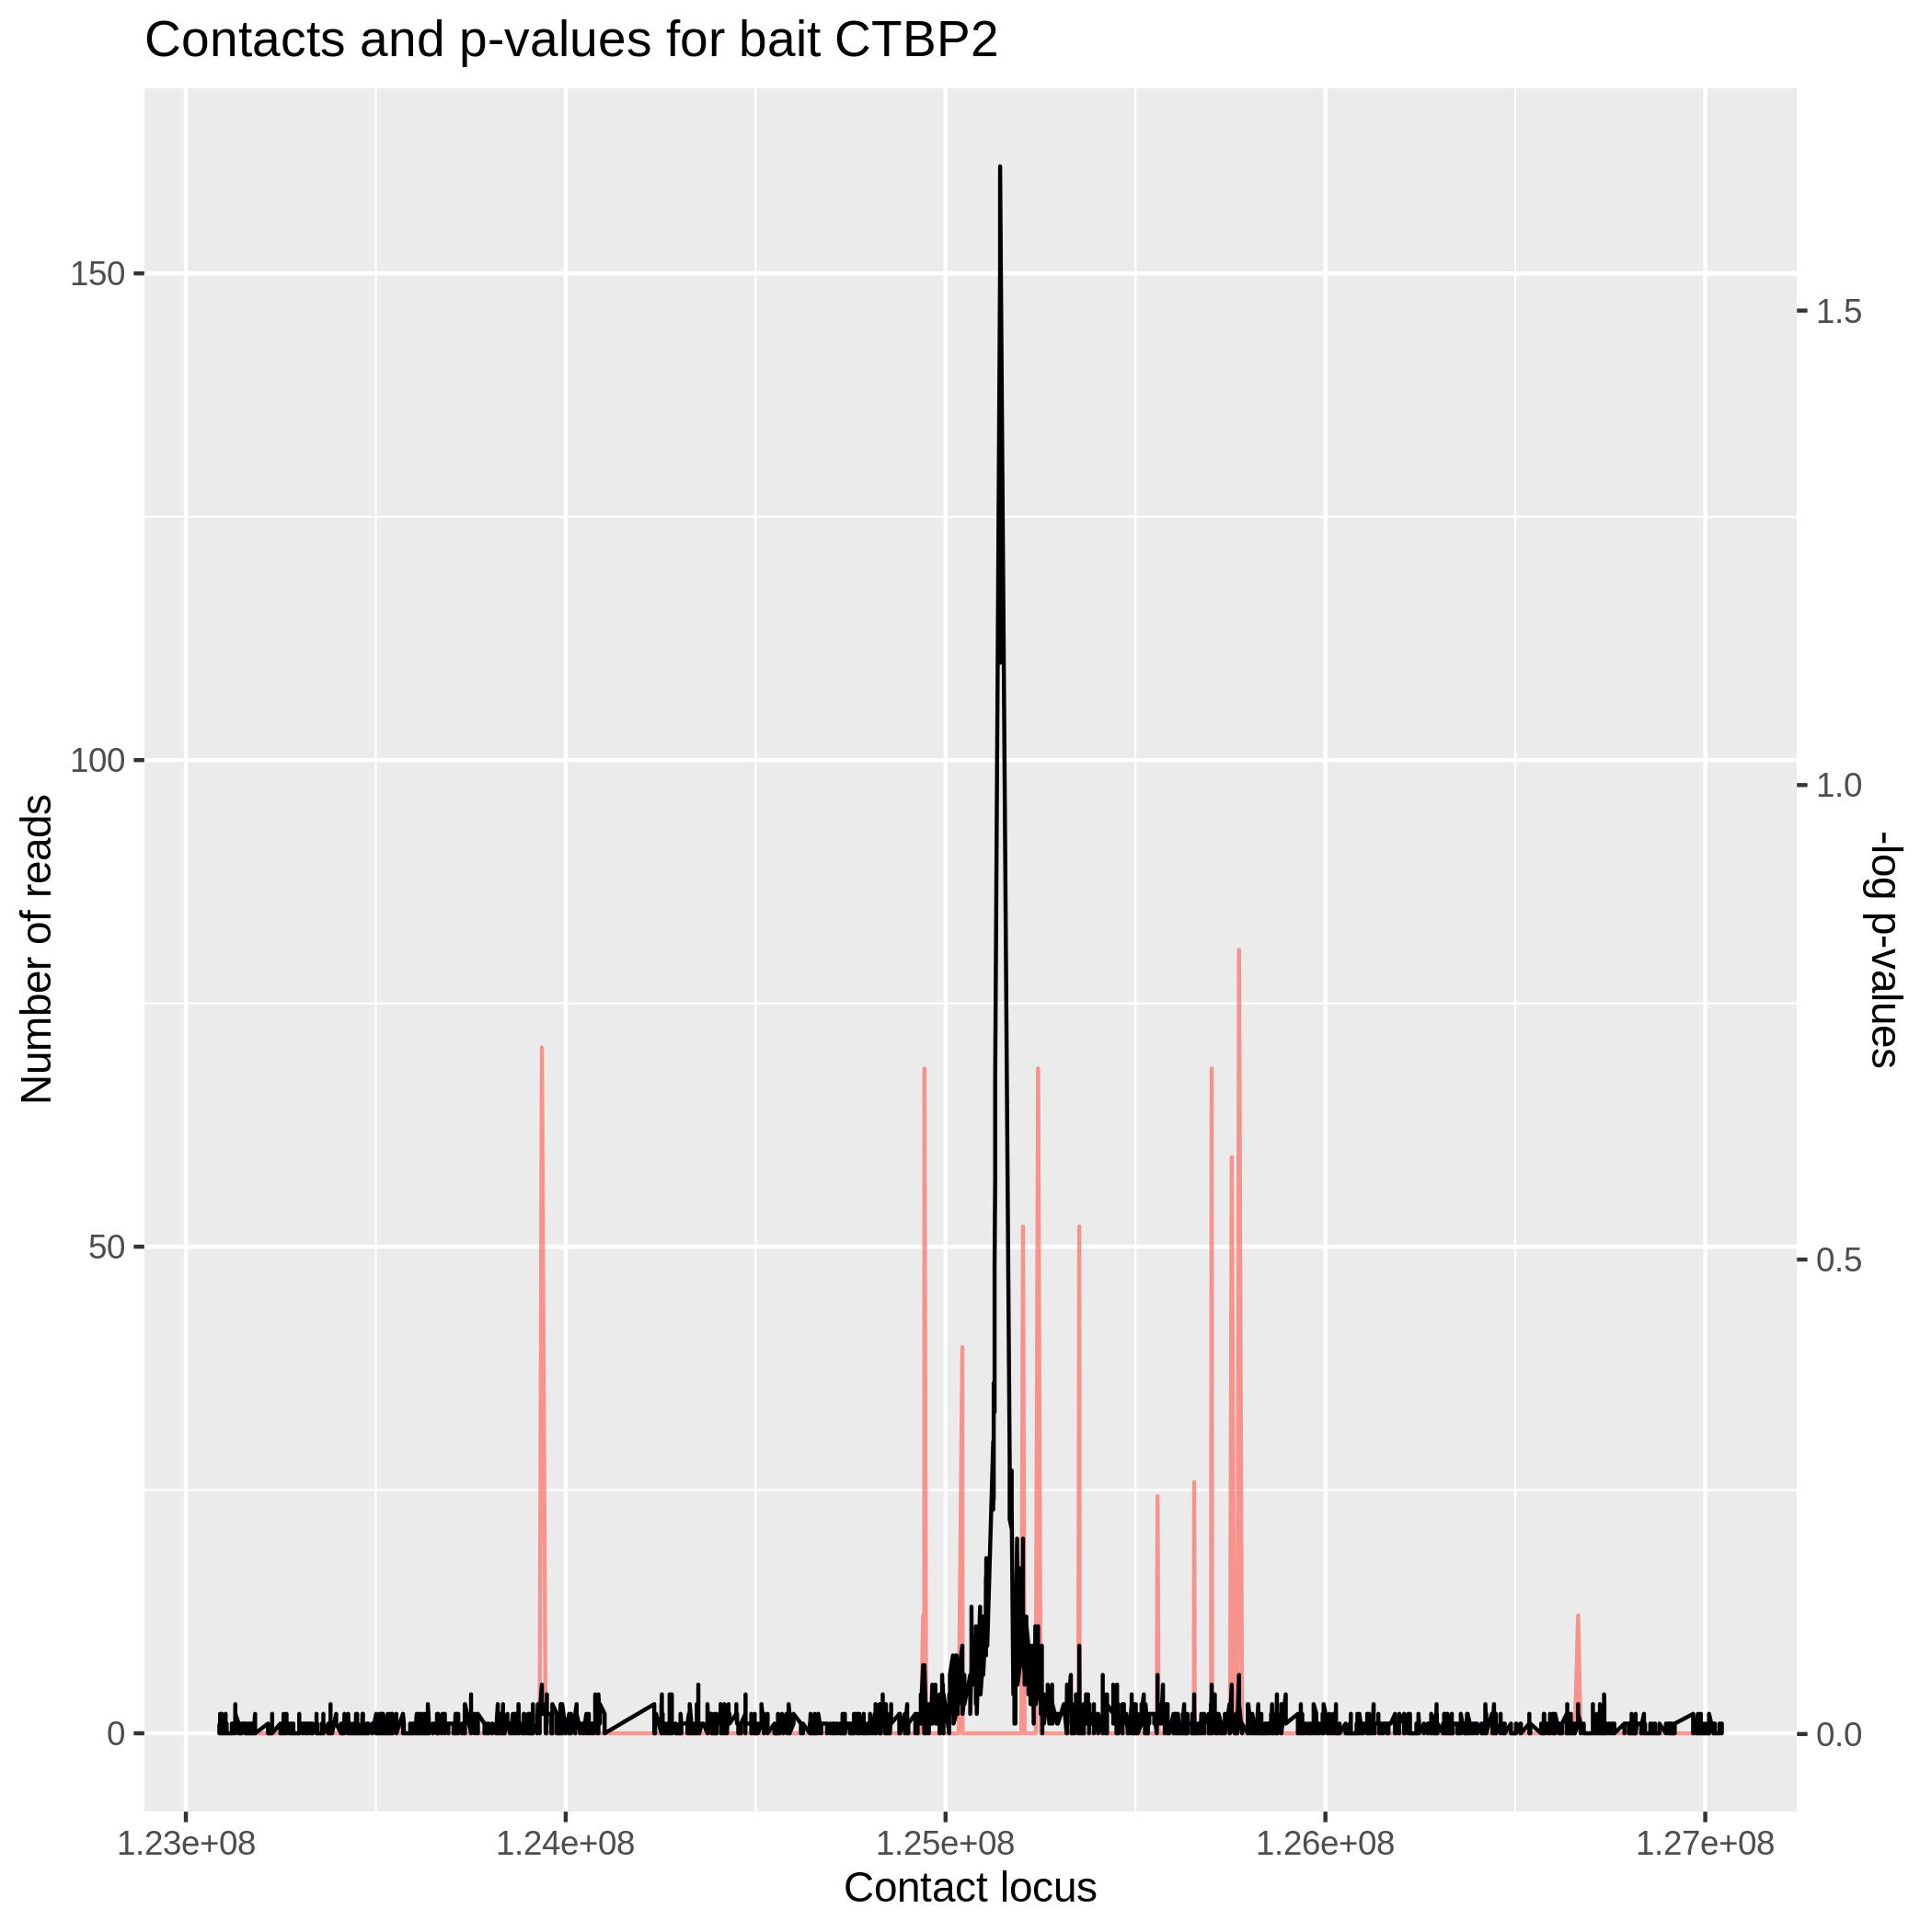 Contacts and p-values for bait CTBP2
150
100
50
0
1.5
1.0
0.5
0.0
Number of reads
-log p-values
1.23e+08
1.24e+08
1.25e+08
1.26e+08
1.27e+08
Contact locus